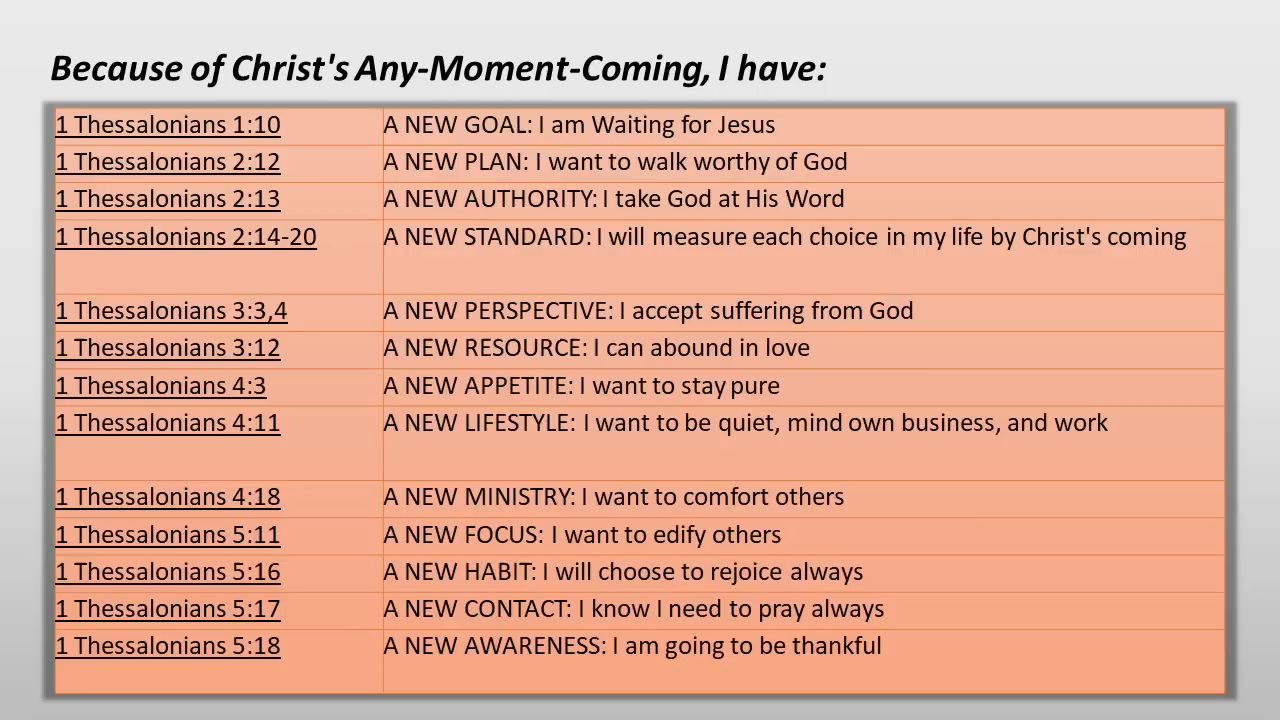 Because of Christ's Any-Moment-Coming, I have:
1 Thessalonians 1:10 A NEW GOAL: I am Waiting for Jesus
1 Thessalonians 2:12 A NEW PLAN: I want to walk worthy of God
1 Thessalonians 2:13 A NEW AUTHORITY: I take God at His Word
1 Thessalonians 2:14-20 A NEW STANDARD: I will measure each choice in my life by Christ's coming
1 Thessalonians 3:3,4 A NEW PERSPECTIVE: I accept suffering from God
1 Thessalonians 3:12 A NEW RESOURCE: I can abound in love
1 Thessalonians 4:3 A NEW APPETITE: I want to stay pure
1 Thessalonians 4:11 A NEW LIFESTYLE: I want to be quiet, mind own business, and work
1 Thessalonians 4:18 A NEW MINISTRY: I want to comfort others
1 Thessalonians 5:11 A NEW FOCUS: I want to edify others
1 Thessalonians 5:16 A NEW HABIT: I will choose to rejoice always
1 Thessalonians 5:17 A NEW CONTACT: I know I need to pray always
1 Thessalonians 5:18 A NEW AWARENESS: I am going to be thankful